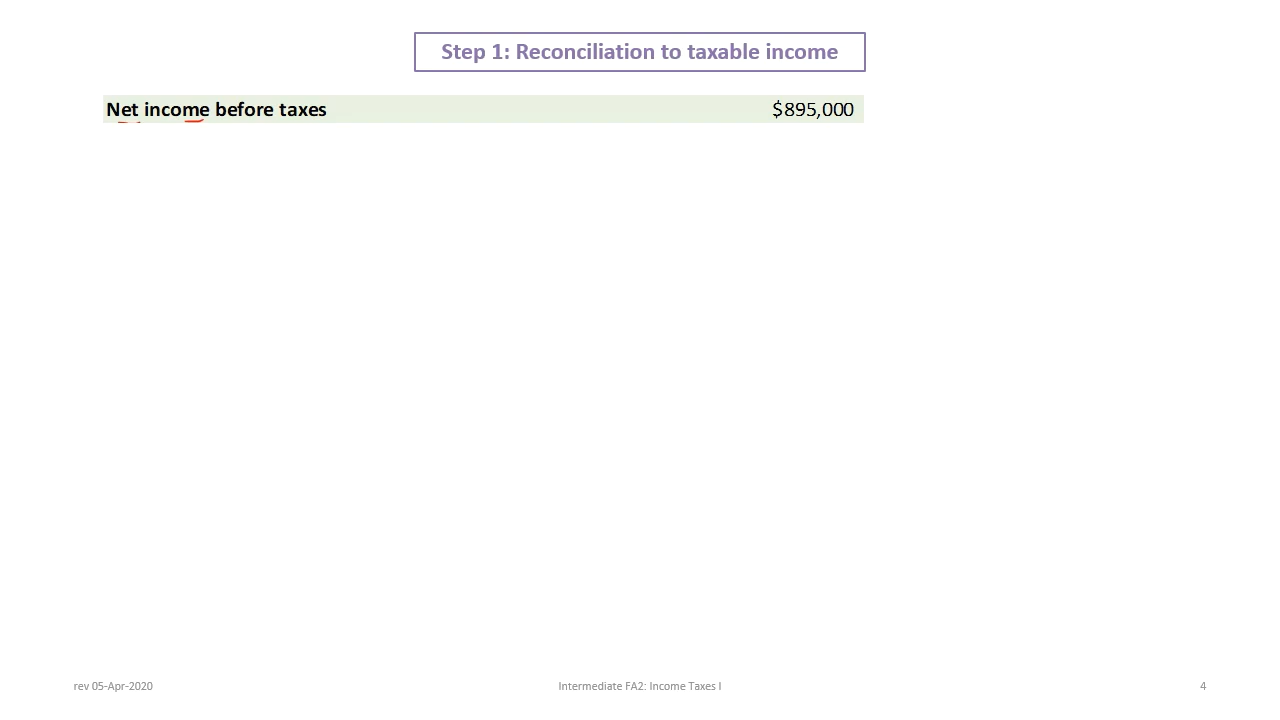 Step 1: Reconciliation to taxable income
Net income before taxes $895,000
rev 05-Apr-2020 Intermediate FA2: Income Taxes I 4